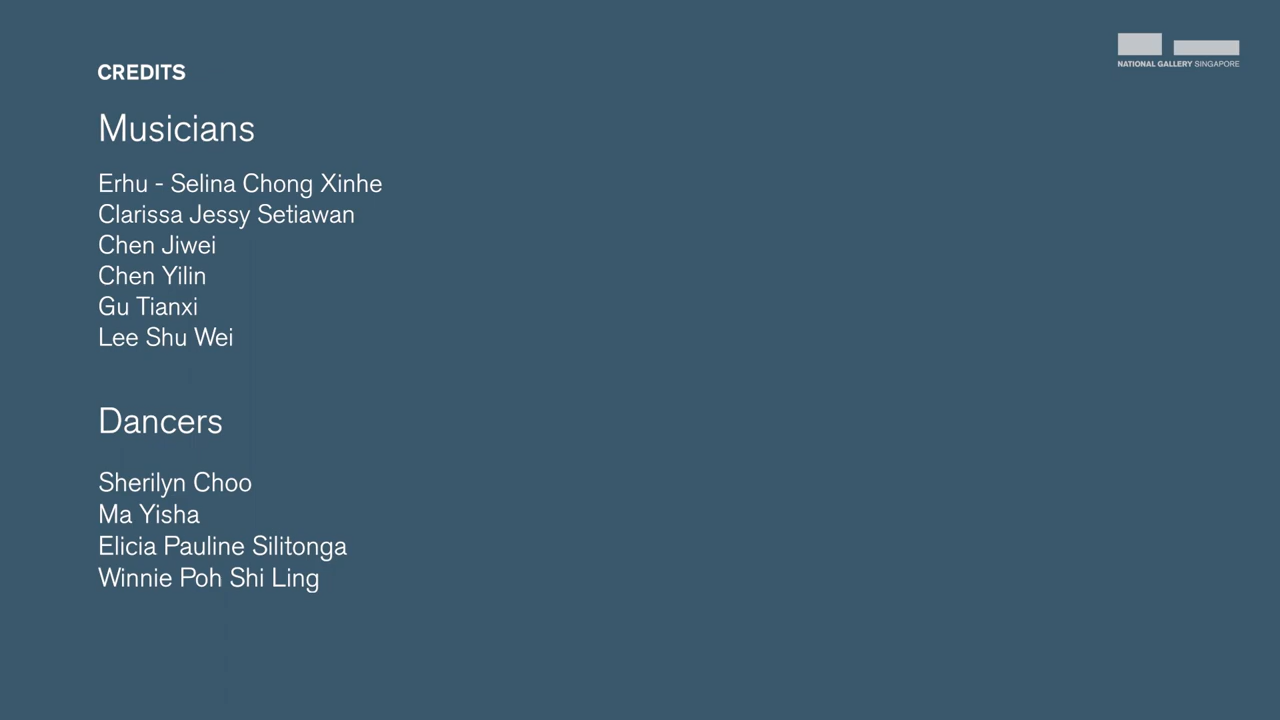 CREDITS
NATIONAL GALLERY SINGAPORE
Musicians
Erhu - Selina Chong Xinhe
Clarissa Jessy Setiawan
Chen Jiwei
Chen Yilin
Gu Tianxi
Lee Shu Wei
Dancers
Sherilyn Choo
Ma Yisha
Elicia Pauline Silitonga
Winnie Poh Shi Ling